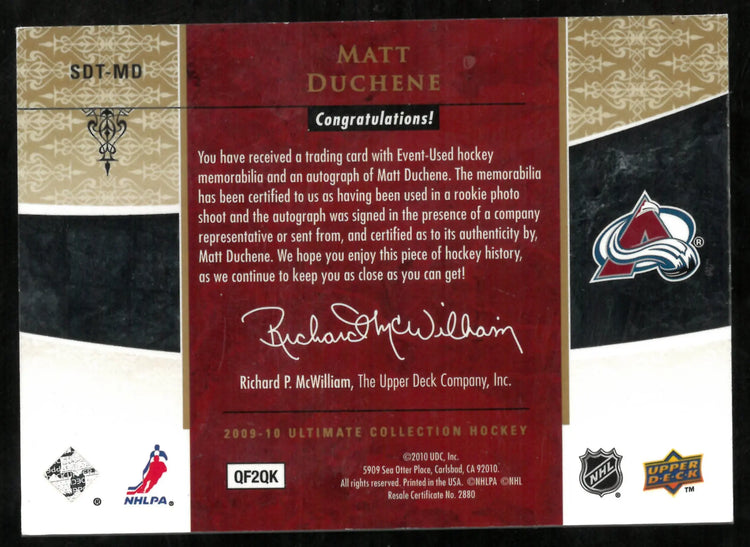 SDT-MD
MATT
DUCHENE
Congratulations!
You have received a trading card with Event-Used hockey
memorabilia and an autograph of Matt Duchene. The memorabilia
has been certified to us as having been used in a rookie photo
shoot and the autograph was signed in the presence of a company
representative or sent from, and certified as to its authenticity by,
Matt Duchene. We hope you enjoy this piece of hockey history,
as we continue to keep you as close as you can get!
Richard McWilliam
Richard P. McWilliam, The Upper Deck Company, Inc.
2009-10 ULTIMATE COLLECTION HOCKEY
QF2QK
©2010 UDC, Inc.
5909 Sea Otter Place, Carlsbad, CA 92010.
All rights reserved. Printed in the USA. ©NHLPA ©NHL
Resale Certificate No. 2880
®
NHLPA®
A ®
NHL
UPPER
DECK
TM